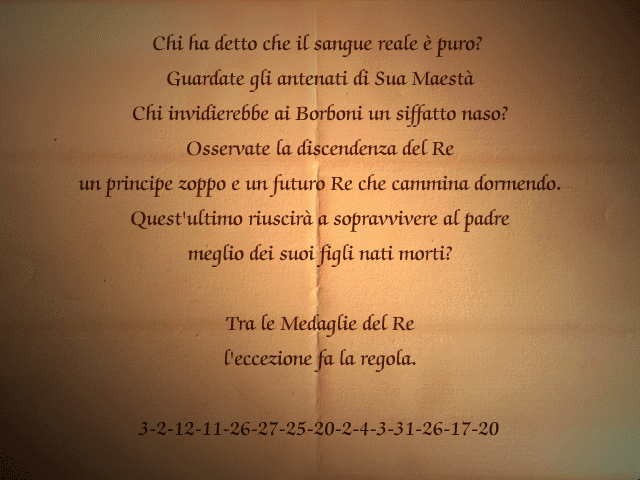 Chi ha detto che il sangue reale è puro?
Guardate gli antenati di Sua Maestà
Chi invidierebbe ai Borboni un siffatto naso?
Osservate la discendenza del Re
un principe zoppo e un futuro Re che cammina dormendo.
Quest'ultimo riuscirà a sopravvivere al padre
meglio dei suoi figli nati morti?
Tra le Medaglie del Re
l'eccezione fa la regola.
3-2-12-11-26-27-25-20-2-4-3-31-26-17-20